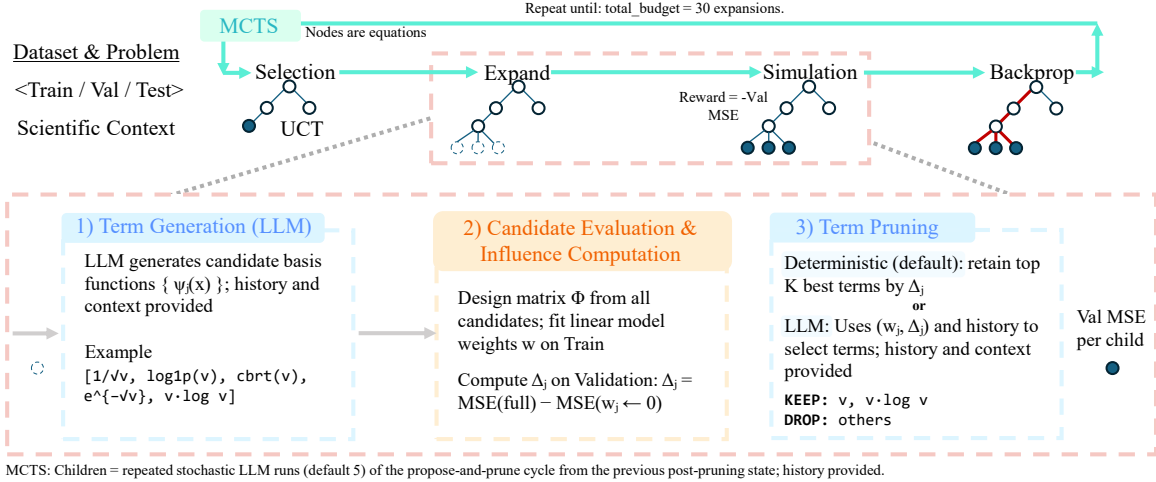 Repeat until: total_budget = 30 expansions.
MCTS
Nodes are equations
Dataset & Problem
<Train / Val / Test>
Scientific Context
Selection
Expand
Simulation
Backprop
UCT
Reward = -Val
MSE
1) Term Generation (LLM)
LLM generates candidate basis
functions { ψⱼ(x) }; history and
context provided
Example
[1/√v, log1p(v), cbrt(v),
e^{−√v}, v·log v]
2) Candidate Evaluation &
Influence Computation
Design matrix Φ from all
candidates; fit linear model
weights w on Train
Compute Δⱼ on Validation: Δⱼ =
MSE(full) − MSE(wⱼ ← 0)
3) Term Pruning
Deterministic (default): retain top
K best terms by Δⱼ
or
LLM: Uses (wⱼ, Δⱼ) and history to
select terms; history and context
provided
KEEP: v, v·log v
DROP: others
Val MSE
per child
MCTS: Children = repeated stochastic LLM runs (default 5) of the propose-and-prune cycle from the previous post-pruning state; history provided.